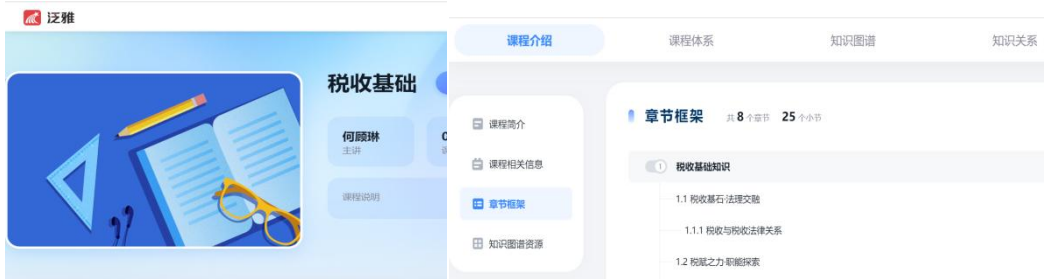 泛雅
税收基础
何顾琳
主讲
课程说明
课程介绍
课程体系
知识图谱
知识关系
课程简介
课程相关信息
章节框架
知识图谱资源
章节框架 共8个章节 25个小节
1 税收基础知识
1.1 税收基石·法理交融
1.1.1 税收与税收法律关系
1.2 税赋之力·职能探索